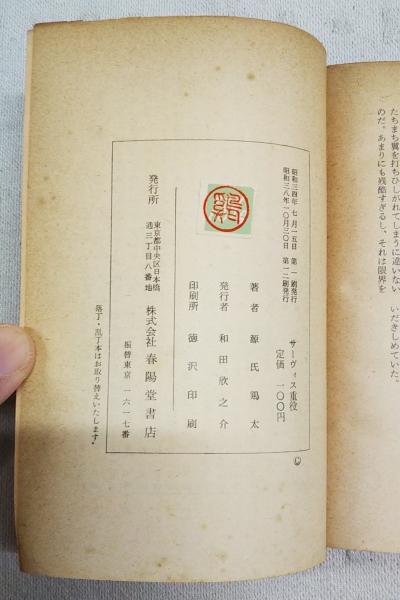 たちまち翼を打ちひしがれてしまうに違いない
いだきしめていた。
のだ。あまりにも残酷すぎるし、それは限界を
昭和三四年七月一五日 第一刷発行
昭和三八年一〇月三〇日 第一二刷発行
サーヴィス重役
定価 一〇〇円
著者 源氏鶏太
発行者 和田欣之介
印刷所 徳沢印刷
発行所
東京都中央区日本橋
通三丁目八番地
株式会社 春陽堂書店
振替東京一六一七番
落丁・乱丁本はお取り替えいたします。
©